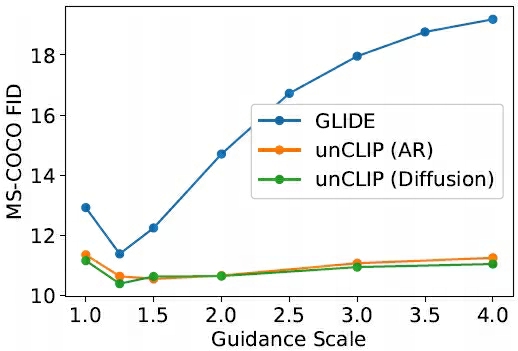 MS-COCO FID
18
16
14
12
10
GLIDE
unCLIP (AR)
unCLIP (Diffusion)
1.0 1.5 2.0 2.5 3.0 3.5 4.0
Guidance Scale